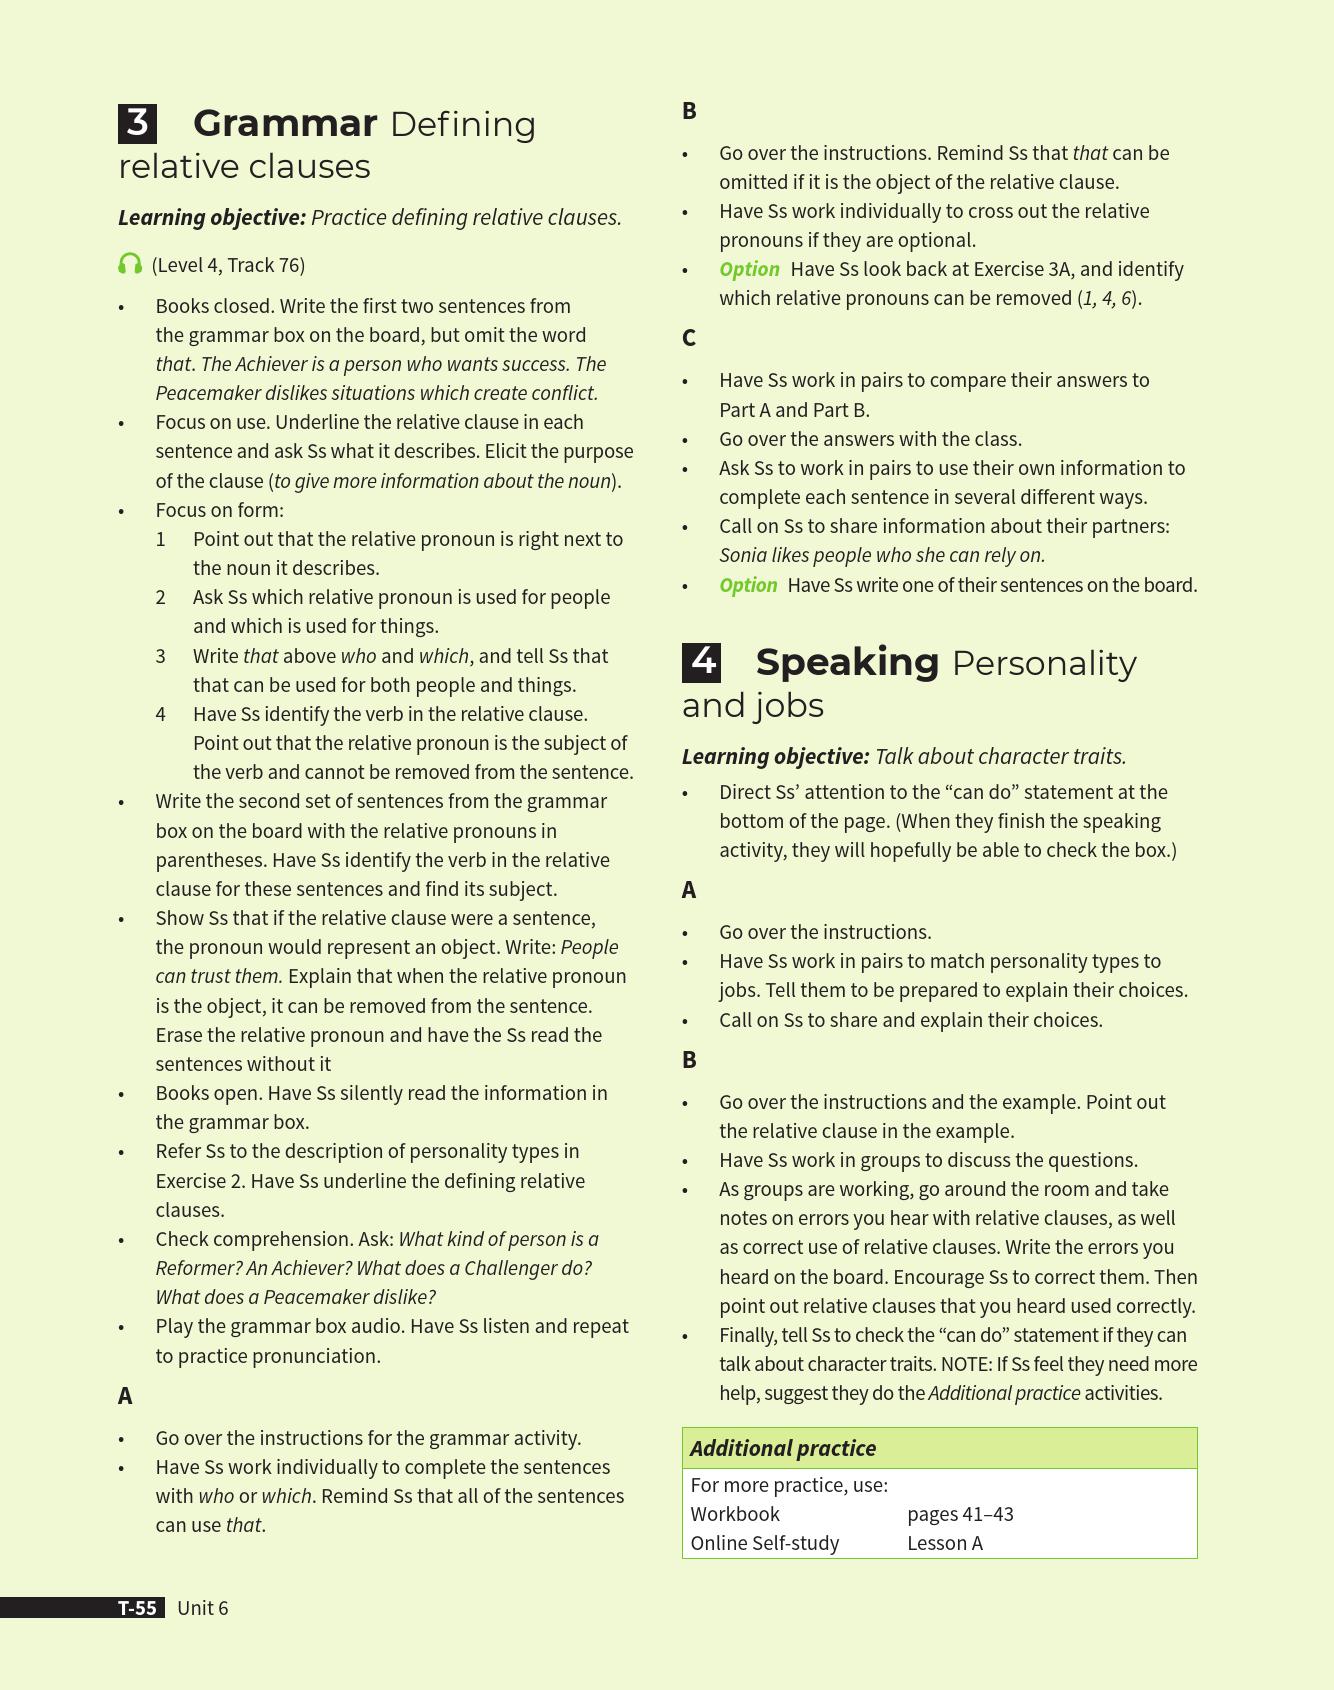 3 Grammar Defining
relative clauses
Learning objective: Practice defining relative clauses.
(Level 4, Track 76)
• Books closed. Write the first two sentences from
the grammar box on the board, but omit the word
that. The Achiever is a person who wants success. The
Peacemaker dislikes situations which create conflict.
• Focus on use. Underline the relative clause in each
sentence and ask Ss what it describes. Elicit the purpose
of the clause (to give more information about the noun).
• Focus on form:
1 Point out that the relative pronoun is right next to
the noun it describes.
2 Ask Ss which relative pronoun is used for people
and which is used for things.
3 Write that above who and which, and tell Ss that
that can be used for both people and things.
4 Have Ss identify the verb in the relative clause.
Point out that the relative pronoun is the subject of
the verb and cannot be removed from the sentence.
• Write the second set of sentences from the grammar
box on the board with the relative pronouns in
parentheses. Have Ss identify the verb in the relative
clause for these sentences and find its subject.
• Show Ss that if the relative clause were a sentence,
the pronoun would represent an object. Write: People
can trust them. Explain that when the relative pronoun
is the object, it can be removed from the sentence.
Erase the relative pronoun and have the Ss read the
sentences without it
• Books open. Have Ss silently read the information in
the grammar box.
• Refer Ss to the description of personality types in
Exercise 2. Have Ss underline the defining relative
clauses.
• Check comprehension. Ask: What kind of person is a
Reformer? An Achiever? What does a Challenger do?
What does a Peacemaker dislike?
• Play the grammar box audio. Have Ss listen and repeat
to practice pronunciation.
A
• Go over the instructions for the grammar activity.
• Have Ss work individually to complete the sentences
with who or which. Remind Ss that all of the sentences
can use that.
B
• Go over the instructions. Remind Ss that that can be
omitted if it is the object of the relative clause.
• Have Ss work individually to cross out the relative
pronouns if they are optional.
• Option Have Ss look back at Exercise 3A, and identify
which relative pronouns can be removed (1, 4, 6).
C
• Have Ss work in pairs to compare their answers to
Part A and Part B.
• Go over the answers with the class.
• Ask Ss to work in pairs to use their own information to
complete each sentence in several different ways.
• Call on Ss to share information about their partners:
Sonia likes people who she can rely on.
• Option Have Ss write one of their sentences on the board.
4 Speaking Personality
and jobs
Learning objective: Talk about character traits.
• Direct Ss’ attention to the “can do” statement at the
bottom of the page. (When they finish the speaking
activity, they will hopefully be able to check the box.)
A
• Go over the instructions.
• Have Ss work in pairs to match personality types to
jobs. Tell them to be prepared to explain their choices.
• Call on Ss to share and explain their choices.
B
• Go over the instructions and the example. Point out
the relative clause in the example.
• Have Ss work in groups to discuss the questions.
• As groups are working, go around the room and take
notes on errors you hear with relative clauses, as well
as correct use of relative clauses. Write the errors you
heard on the board. Encourage Ss to correct them. Then
point out relative clauses that you heard used correctly.
• Finally, tell Ss to check the “can do” statement if they can
talk about character traits. NOTE: If Ss feel they need more
help, suggest they do the Additional practice activities.
Additional practice
For more practice, use:
Workbook pages 41–43
Online Self-study Lesson A
T-55 Unit 6